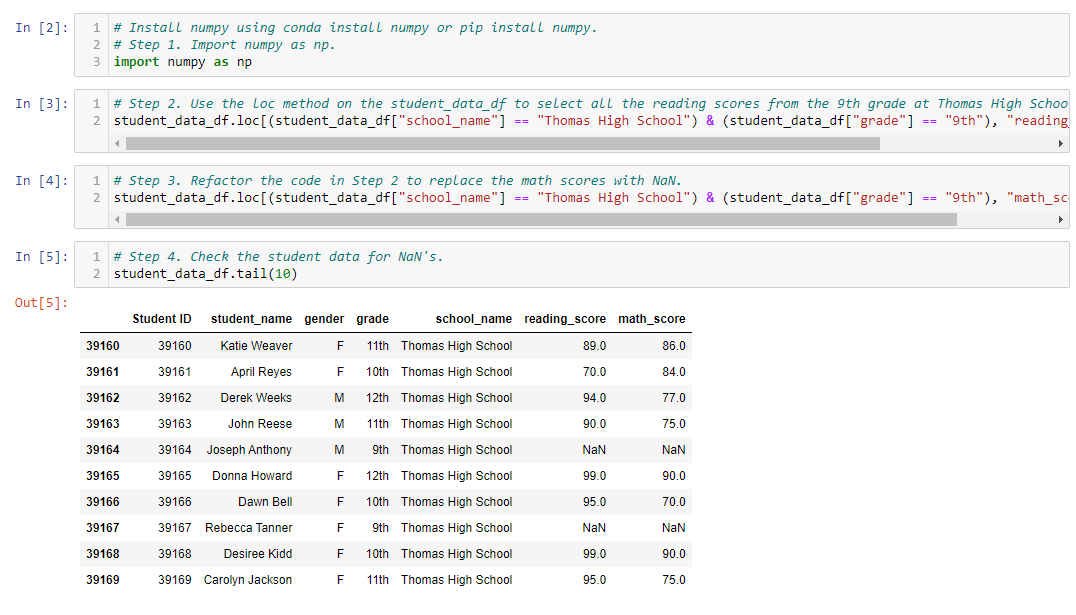 In [2]: 1 # Install numpy using conda install numpy or pip install numpy.
2 # Step 1. Import numpy as np.
3 import numpy as np
In [3]: 1 # Step 2. Use the loc method on the student_data_df to select all the reading scores from the 9th grade at Thomas High Schoo
2 student_data_df.loc[(student_data_df["school_name"] == "Thomas High School") & (student_data_df["grade"] == "9th"), "reading_
In [4]: 1 # Step 3. Refactor the code in Step 2 to replace the math scores with NaN.
2 student_data_df.loc[(student_data_df["school_name"] == "Thomas High School") & (student_data_df["grade"] == "9th"), "math_sc
In [5]: 1 # Step 4. Check the student data for NaN's.
2 student_data_df.tail(10)
Out[5]:
Student ID student_name gender grade school_name reading_score math_score
39160 39160 Katie Weaver F 11th Thomas High School 89.0 86.0
39161 39161 April Reyes F 10th Thomas High School 70.0 84.0
39162 39162 Derek Weeks M 12th Thomas High School 94.0 77.0
39163 39163 John Reese M 11th Thomas High School 90.0 75.0
39164 39164 Joseph Anthony M 9th Thomas High School NaN NaN
39165 39165 Donna Howard F 12th Thomas High School 99.0 90.0
39166 39166 Dawn Bell F 10th Thomas High School 95.0 70.0
39167 39167 Rebecca Tanner F 9th Thomas High School NaN NaN
39168 39168 Desiree Kidd F 10th Thomas High School 99.0 90.0
39169 39169 Carolyn Jackson F 11th Thomas High School 95.0 75.0